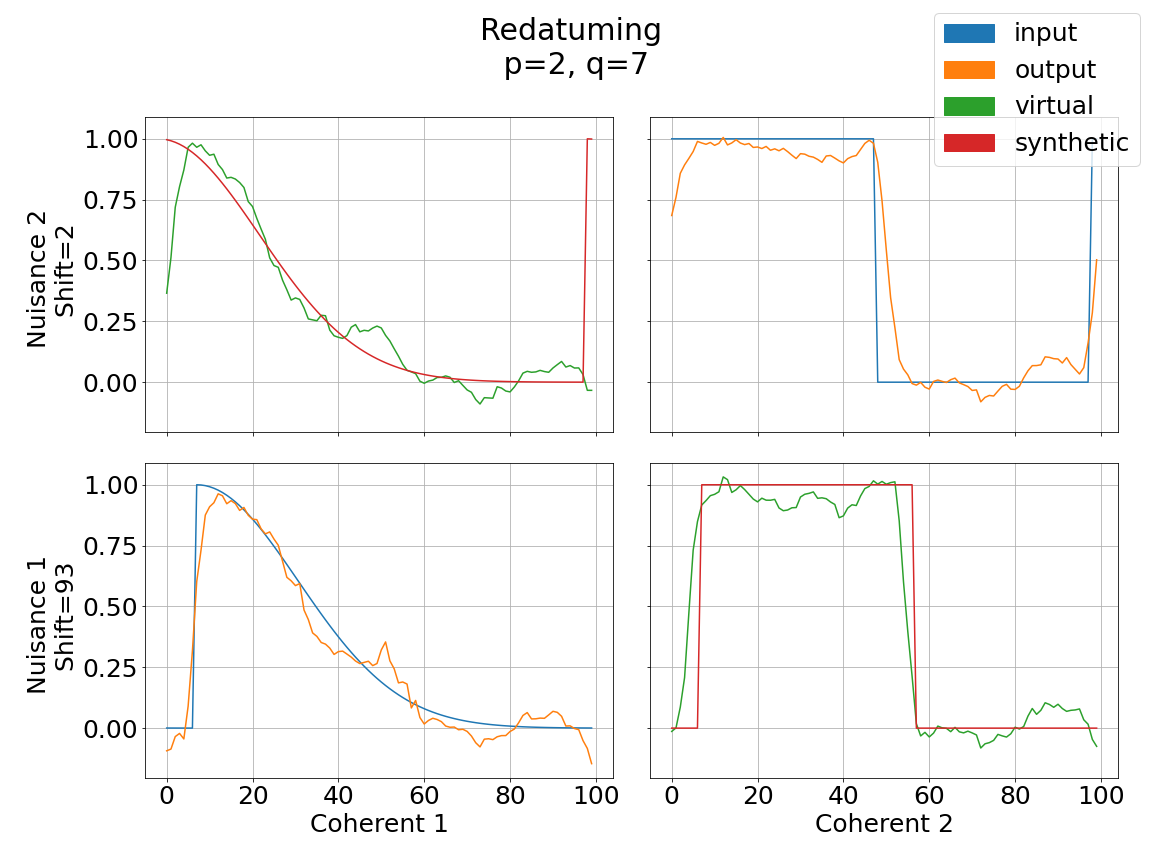 Redatuming
p=2, q=7
input
output
virtual
synthetic
Nuisance 2
Shift=2
1.00
0.75
0.50
0.25
0.00
Nuisance 1
Shift=93
1.00
0.75
0.50
0.25
0.00
0 20 40 60 80 100
0 20 40 60 80 100
Coherent 1
Coherent 2